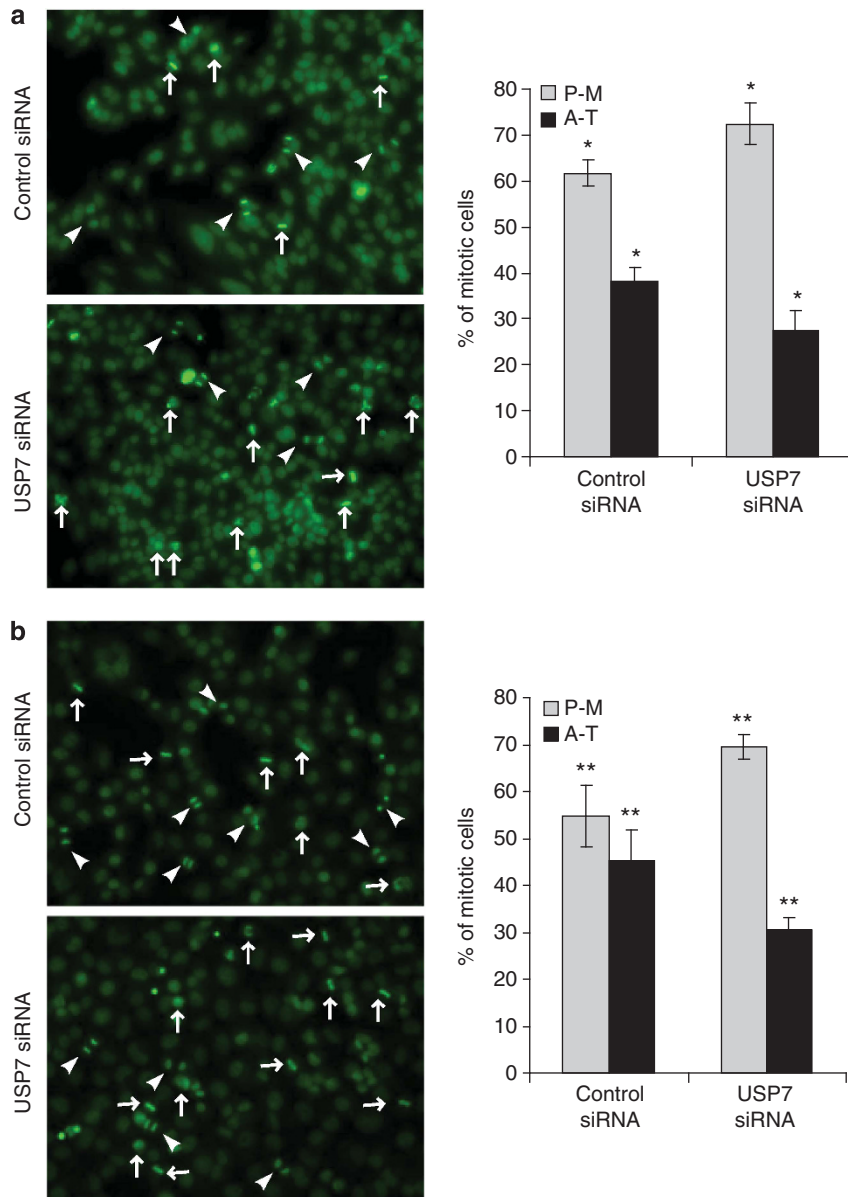 a
Control siRNA
USP7 siRNA
% of mitotic cells
80
70
60
50
40
30
20
10
0
P-M
A-T
*
*
*
*
Control
siRNA
USP7
siRNA
b
Control siRNA
USP7 siRNA
% of mitotic cells
80
70
60
50
40
30
20
10
0
P-M
A-T
**
**
**
**
Control
siRNA
USP7
siRNA